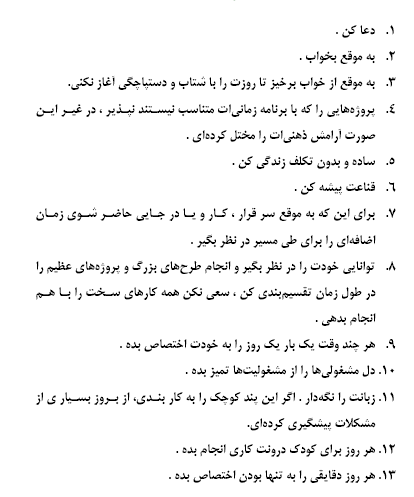 ۱. دعا کن .
۲. به موقع بخواب .
۳. به موقع از خواب برخیز تا روزت را با شتاب و دستپاچگی آغاز نکنی.
٤. پروژه‌هایی را که با برنامه زمانی‌ات متناسب نیستند نپذیر ، در غیر این
صورت آرامش ذهنی‌ات را مختل کرده‌ای .
۵. ساده و بدون تکلف زندگی کن .
٦. قناعت پیشه کن .
۷. برای این که به موقع سر قرار ، کار و یا در جایی حاضر شوی زمان
اضافه‌ای را برای طی مسیر در نظر بگیر .
۸. توانایی خودت را در نظر بگیر و انجام طرح‌های بزرگ و پروژه‌های عظیم را
در طول زمان تقسیم‌بندی کن ، سعی نکن همه کارهای سخت را با هم
انجام بدهی .
۹. هر چند وقت یک بار یک روز را به خودت اختصاص بده .
۱۰. دل مشغولی‌ها را از مشغولیت‌ها تمیز بده .
۱۱. زبانت را نگه‌دار . اگر این پند کوچک را به کار بندی، از بروز بسیار ی از
مشکلات پیشگیری کرده‌ای.
۱۲. هر روز برای کودک درونت کاری انجام بده .
۱۳. هر روز دقایقی را به تنها بودن اختصاص بده .